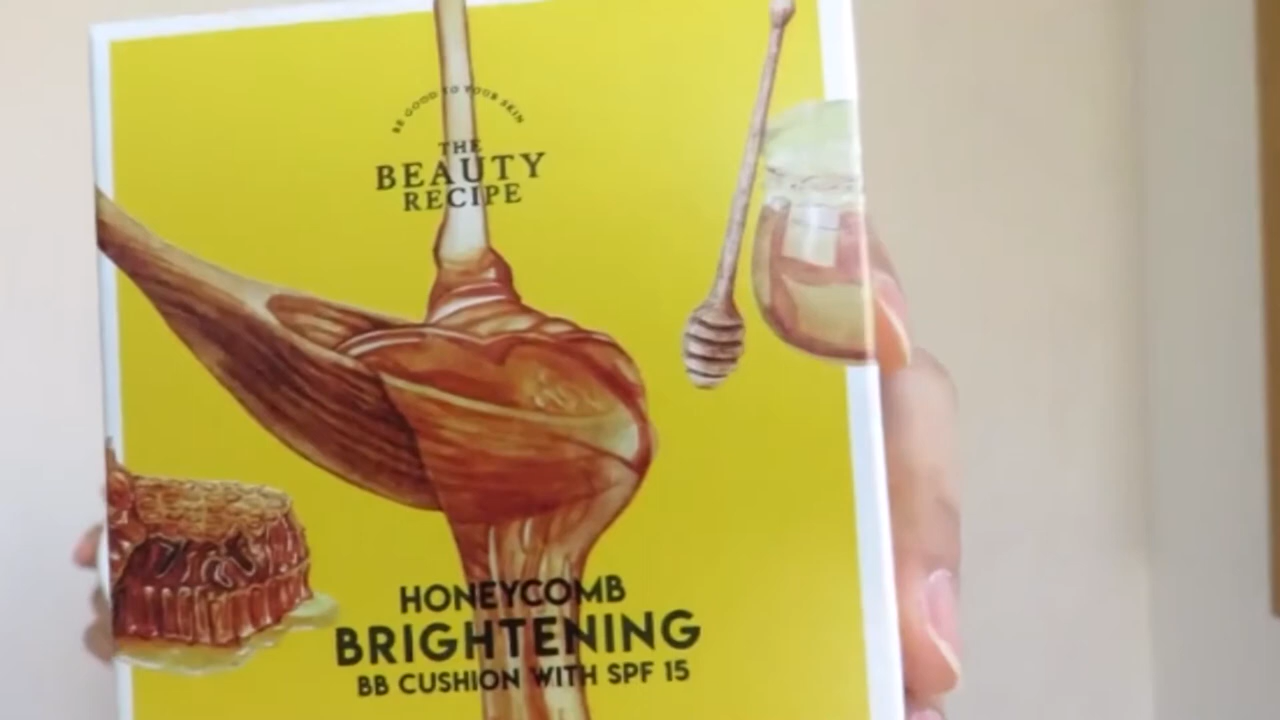 BE GOOD TO YOUR SKIN
THE
BEAUTY
RECIPE
HONEYCOMB
BRIGHTENING
BB CUSHION WITH SPF 15